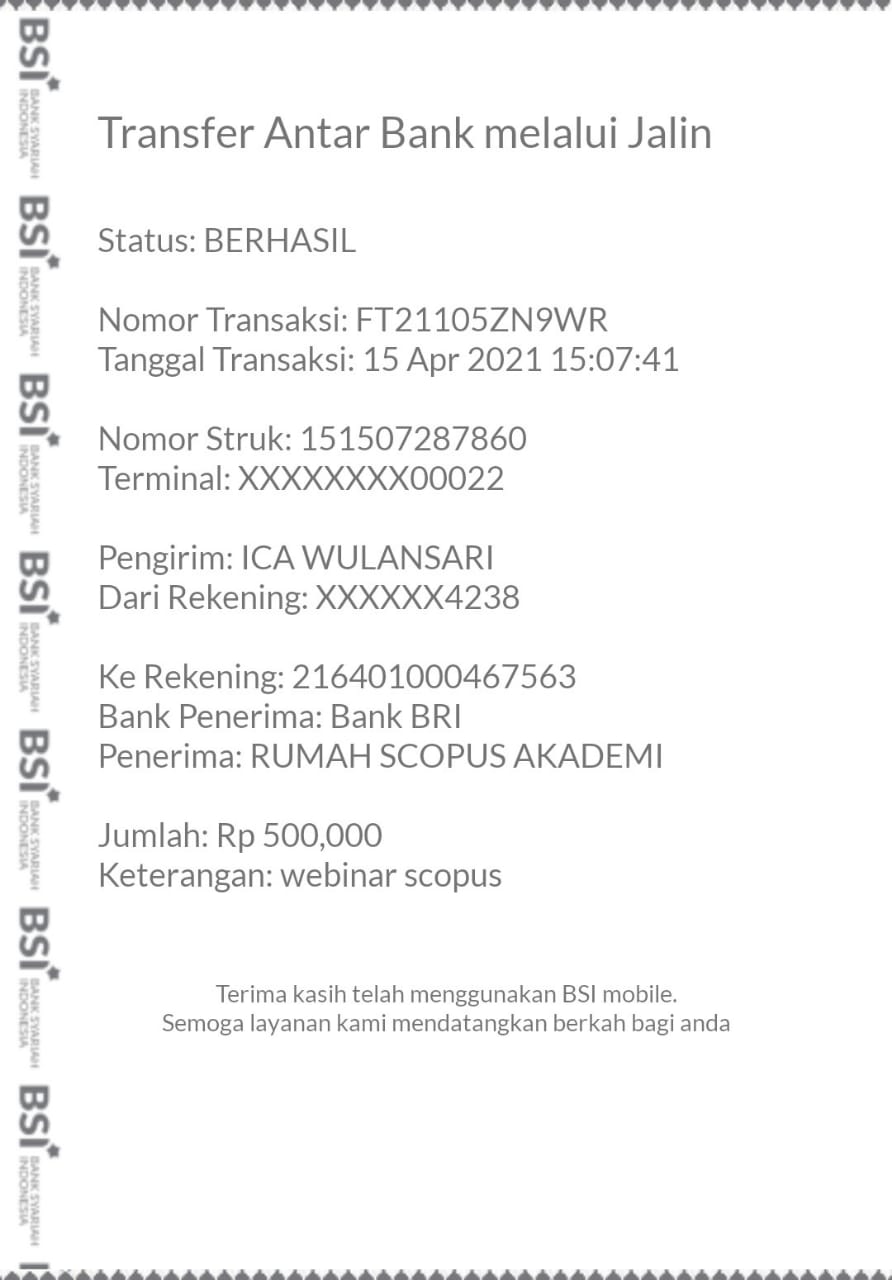 Transfer Antar Bank melalui Jalin
Status: BERHASIL
Nomor Transaksi: FT21105ZN9WR
Tanggal Transaksi: 15 Apr 2021 15:07:41
Nomor Struk: 151507287860
Terminal: XXXXXXXX00022
Pengirim: ICA WULANSARI
Dari Rekening: XXXXXX4238
Ke Rekening: 216401000467563
Bank Penerima: Bank BRI
Penerima: RUMAH SCOPUS AKADEMI
Jumlah: Rp 500,000
Keterangan: webinar scopus
Terima kasih telah menggunakan BSI mobile.
Semoga layanan kami mendatangkan berkah bagi anda
BSI
BANK SYARIAH
INDONESIA
BSI
BANK SYARIAH
INDONESIA
BSI
BANK SYARIAH
INDONESIA
BSI
BANK SYARIAH
INDONESIA
BSI
BANK SYARIAH
INDONESIA
BSI
BANK SYARIAH
INDONESIA
BSI
BANK SYARIAH
INDONESIA